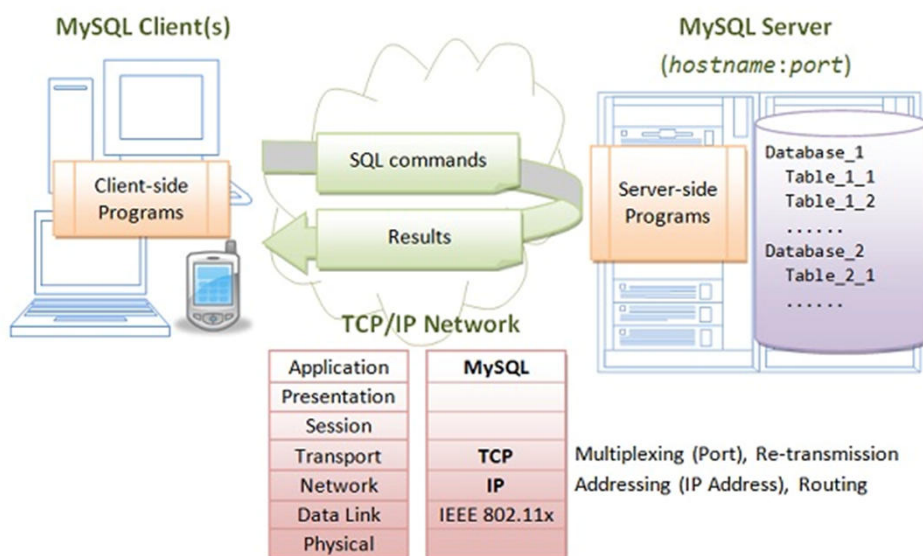 MySQL Client(s)
MySQL Server
(hostname:port)
Client-side
Programs
SQL commands
Results
Server-side
Programs
Database_1
Table_1_1
Table_1_2
......
Database_2
Table_2_1
......
TCP/IP Network
Application MySQL
Presentation
Session
Transport TCP Multiplexing (Port), Re-transmission
Network IP Addressing (IP Address), Routing
Data Link IEEE 802.11x
Physical